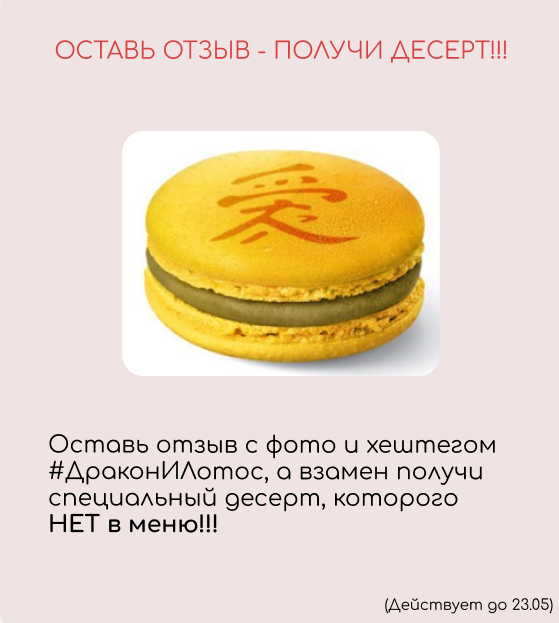 ОСТАВЬ ОТЗЫВ - ПОЛУЧИ ДЕСЕРТ!!!
爱
Оставь отзыв с фото и хештегом
#ДраконИЛотос, а взамен получи
специальный десерт, которого
НЕТ в меню!!!
(Действует до 23.05)